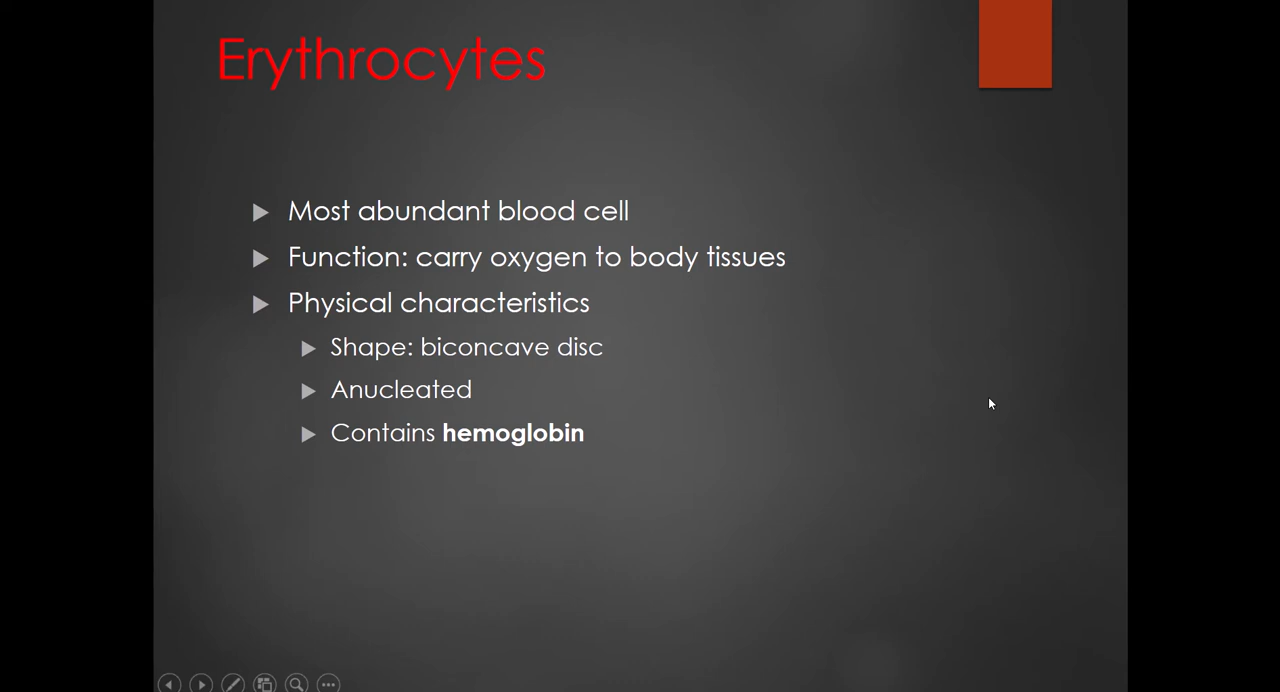 Erythrocytes
Most abundant blood cell
Function: carry oxygen to body tissues
Physical characteristics
Shape: biconcave disc
Anucleated
Contains hemoglobin